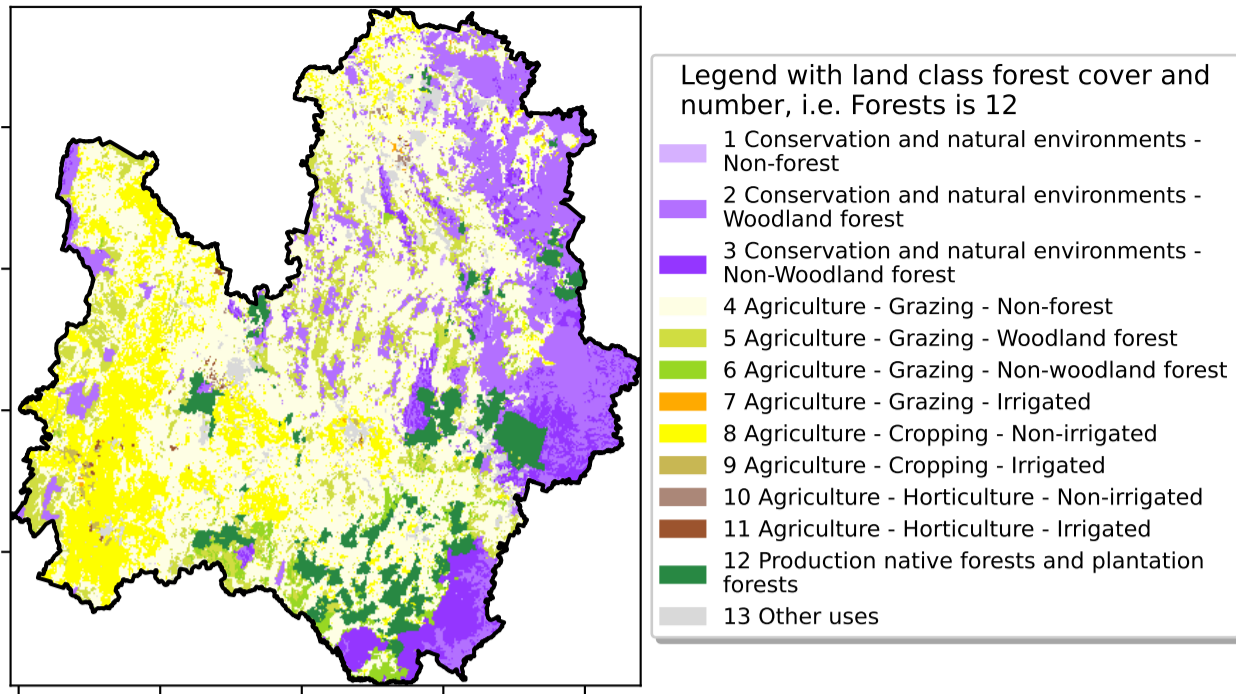 Legend with land class forest cover and
number, i.e. Forests is 12
1 Conservation and natural environments -
Non-forest
2 Conservation and natural environments -
Woodland forest
3 Conservation and natural environments -
Non-Woodland forest
4 Agriculture - Grazing - Non-forest
5 Agriculture - Grazing - Woodland forest
6 Agriculture - Grazing - Non-woodland forest
7 Agriculture - Grazing - Irrigated
8 Agriculture - Cropping - Non-irrigated
9 Agriculture - Cropping - Irrigated
10 Agriculture - Horticulture - Non-irrigated
11 Agriculture - Horticulture - Irrigated
12 Production native forests and plantation
forests
13 Other uses